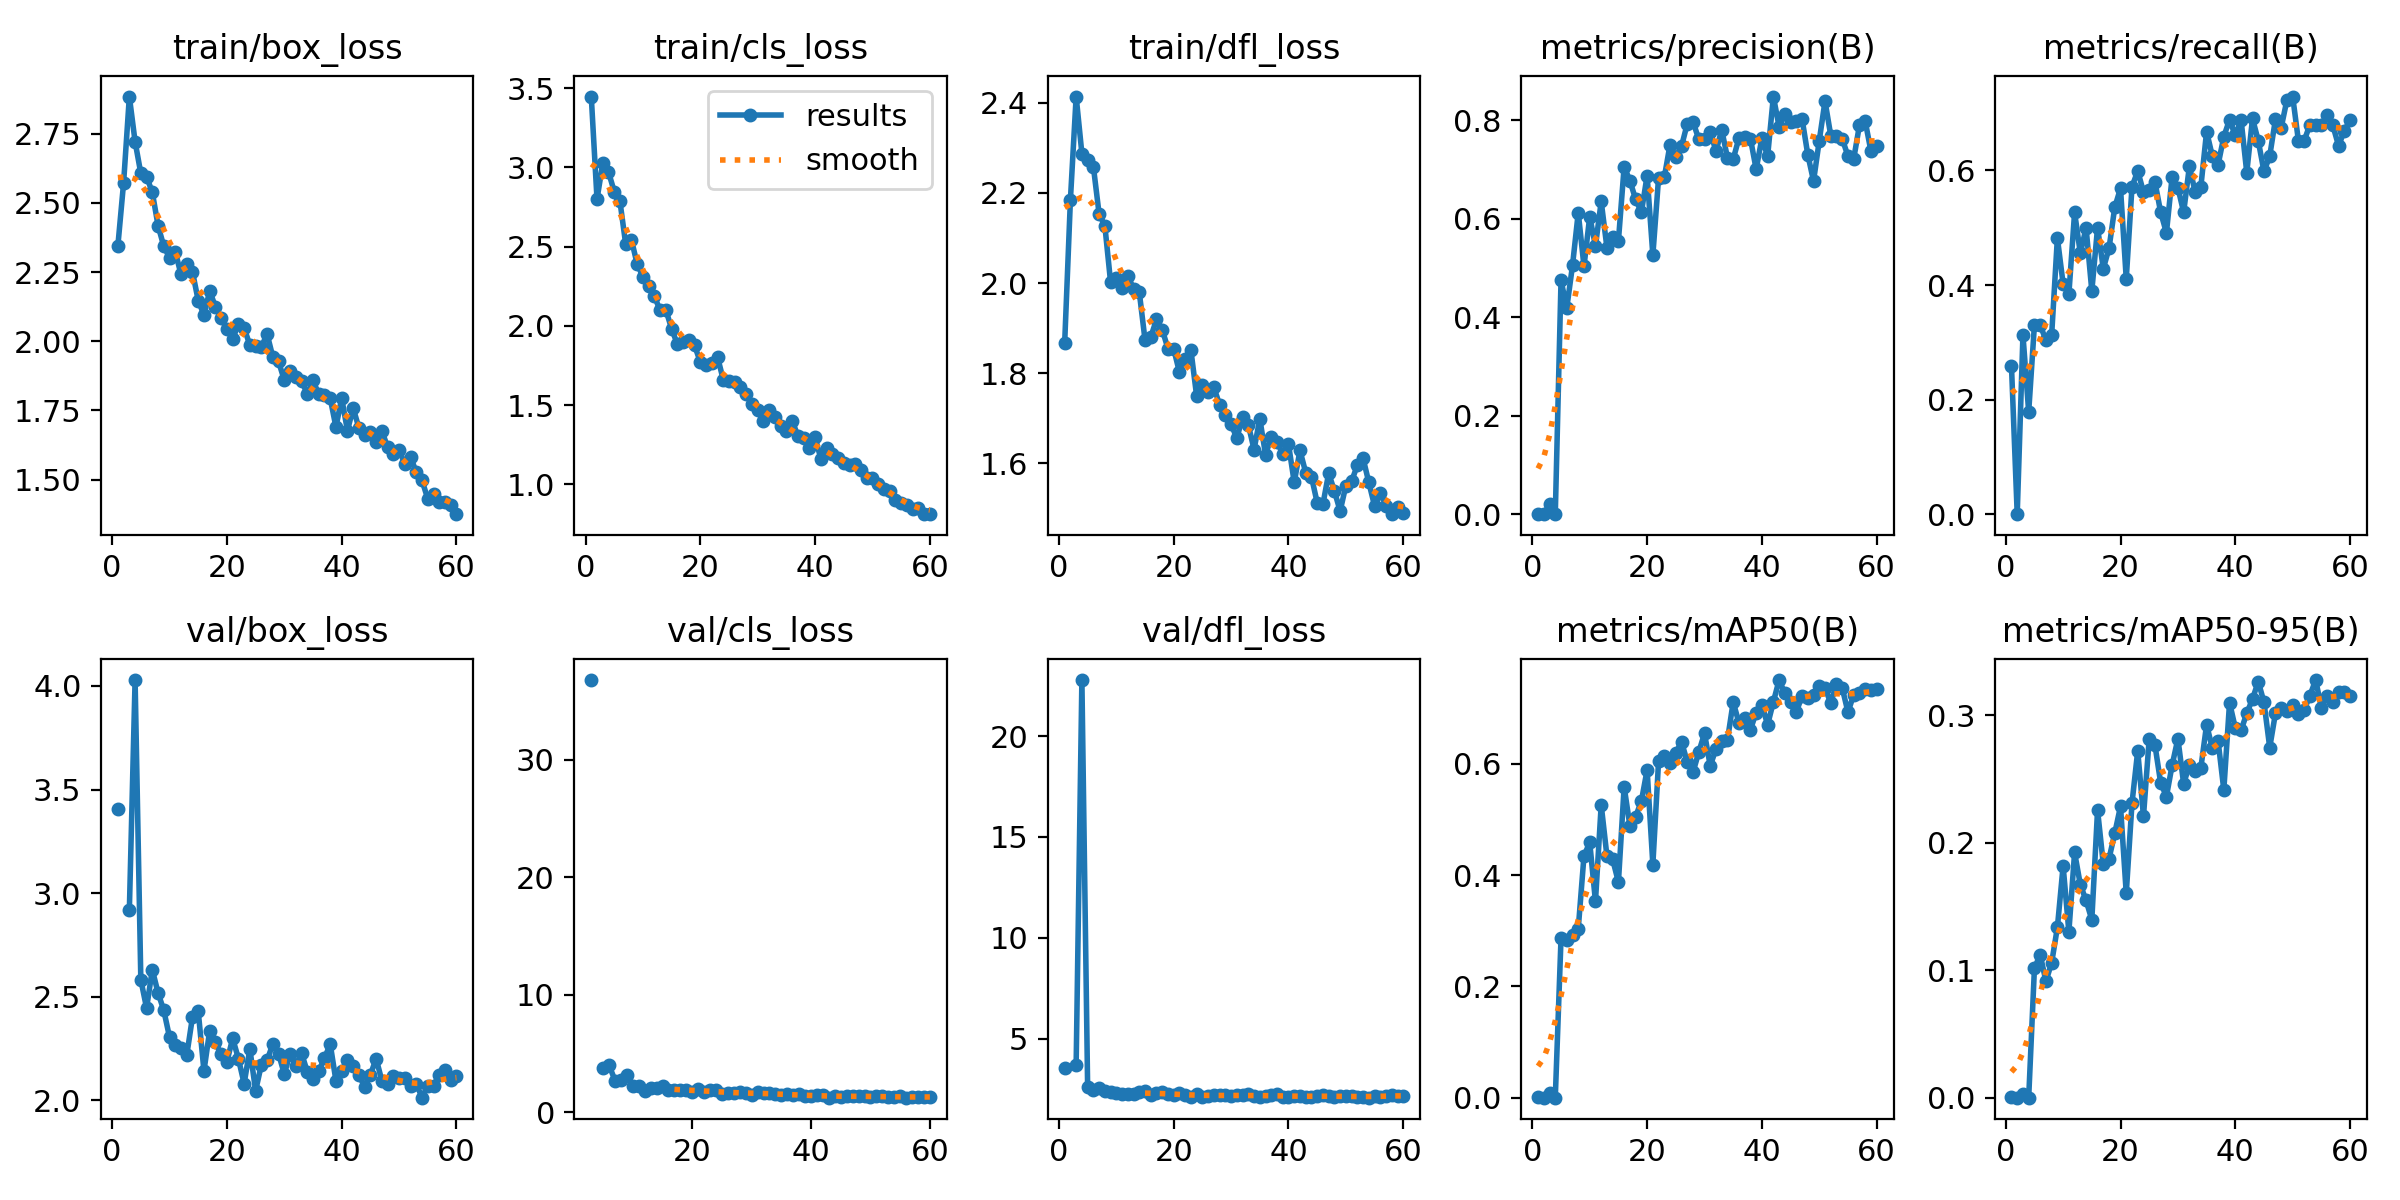 train/box_loss
2.75
2.50
2.25
2.00
1.75
1.50
0 20 40 60
train/cls_loss
3.5
3.0
2.5
2.0
1.5
1.0
results
smooth
0 20 40 60
train/dfl_loss
2.4
2.2
2.0
1.8
1.6
0 20 40 60
metrics/precision(B)
0.8
0.6
0.4
0.2
0.0
0 20 40 60
metrics/recall(B)
0.6
0.4
0.2
0.0
0 20 40 60
val/box_loss
4.0
3.5
3.0
2.5
2.0
0 20 40 60
val/cls_loss
30
20
10
0
20 40 60
val/dfl_loss
20
15
10
5
0 20 40 60
metrics/mAP50(B)
0.6
0.4
0.2
0.0
0 20 40 60
metrics/mAP50-95(B)
0.3
0.2
0.1
0.0
0 20 40 60